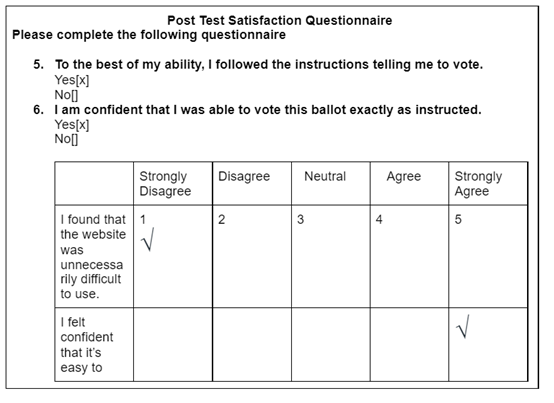 Post Test Satisfaction Questionnaire
Please complete the following questionnaire
5. To the best of my ability, I followed the instructions telling me to vote.
Yes[x]
No[]
6. I am confident that I was able to vote this ballot exactly as instructed.
Yes[x]
No[]
Strongly Disagree Disagree Neutral Agree Strongly Agree
I found that 1 2 3 4 5
the website √
was
unnecessa
rily difficult
to use.
I felt √
confident
that it's
easy to